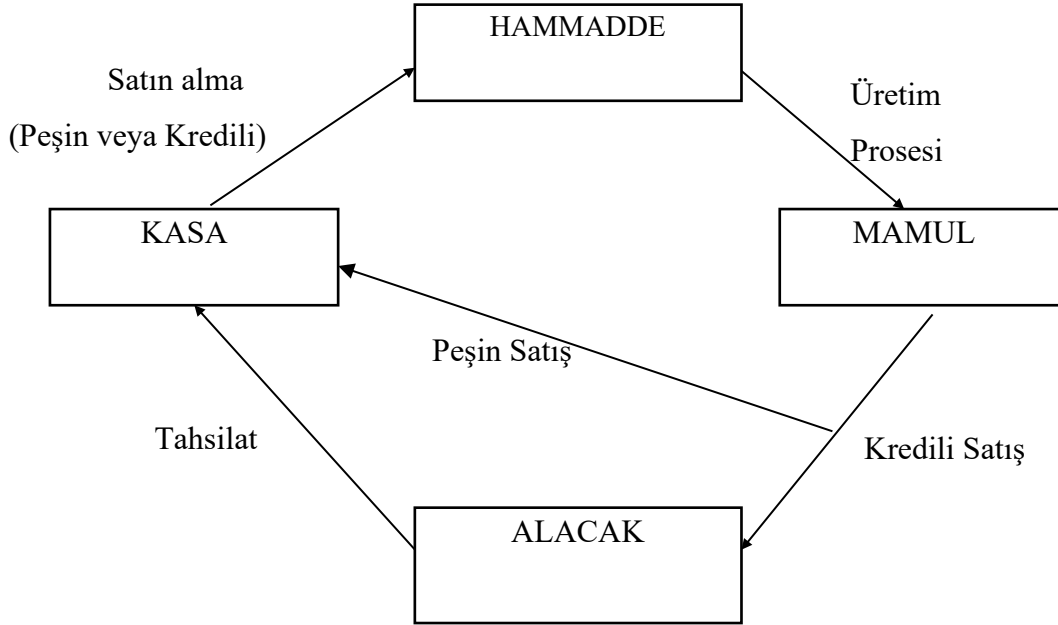 HAMMADDE
Satın alma
(Peşin veya Kredili)
Üretim
Prosesi
KASA
MAMUL
Peşin Satış
Tahsilat
Kredili Satış
ALACAK